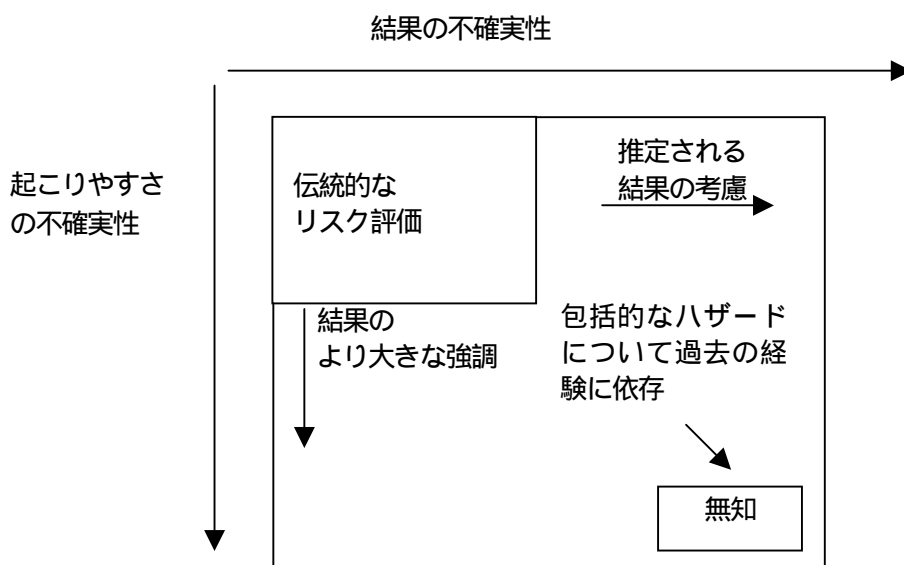 結果の不確実性
起こりやすさ
の不確実性
伝統的な
リスク評価
推定される
結果の考慮
結果の
より大きな強調
包括的なハザード
について過去の経
験に依存
無知